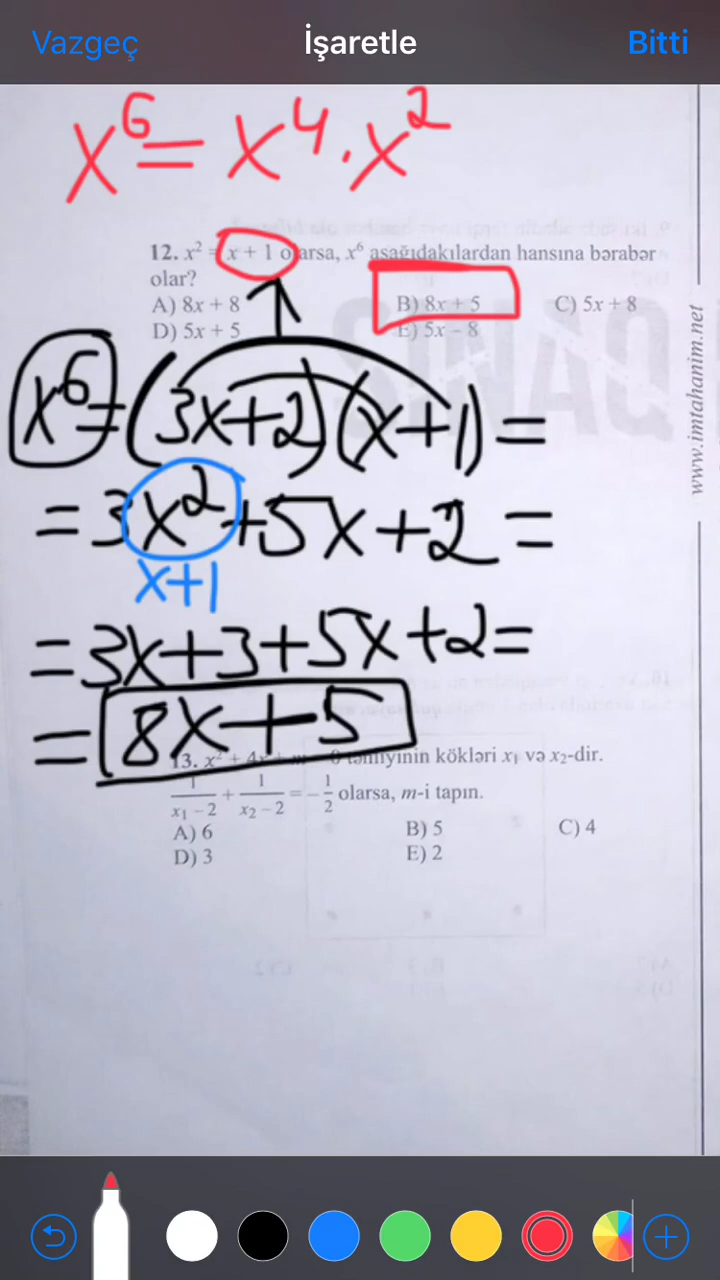 Vazgeç İşaretle Bitti
x⁶ = x⁴ · x²
12. x² = x + 1 olarsa, x⁶ aşağıdakılardan hansına bərabər
olar?
A) 8x + 8 B) 8x + 5 C) 5x + 8
D) 5x + 5 E) 5x − 8
x⁶ = (3x+2)(x+1) =
= 3x² + 5x + 2 =
x+1
= 3x + 3 + 5x + 2 =
= 8x + 5
13. x² + 4x + tənliyinin kökləri x₁ və x₂-dir.
1/(x₁ − 2) + 1/(x₂ − 2) = −1/2 olarsa, m-i tapın.
A) 6 B) 5 C) 4
D) 3 E) 2
www.imtahanim.net